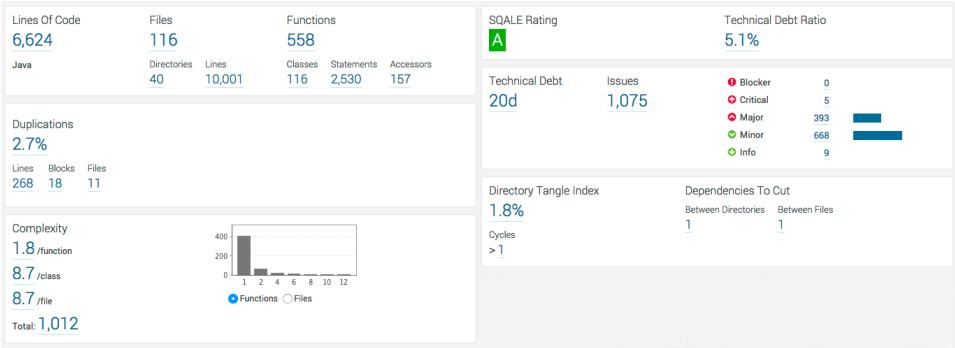 Lines Of Code Files Functions
6,624 116 558
Java Directories Lines Classes Statements Accessors
40 10,001 116 2,530 157
Duplications
2.7%
Lines Blocks Files
268 18 11
Complexity
1.8 /function
8.7 /class
8.7 /file
Total: 1,012
400
200
0
1 2 4 6 8 10 12
Functions Files
SQALE Rating Technical Debt Ratio
A 5.1%
Technical Debt Issues
20d 1,075
Blocker 0
Critical 5
Major 393
Minor 668
Info 9
Directory Tangle Index Dependencies To Cut
1.8% Between Directories Between Files
Cycles 1 1
> 1